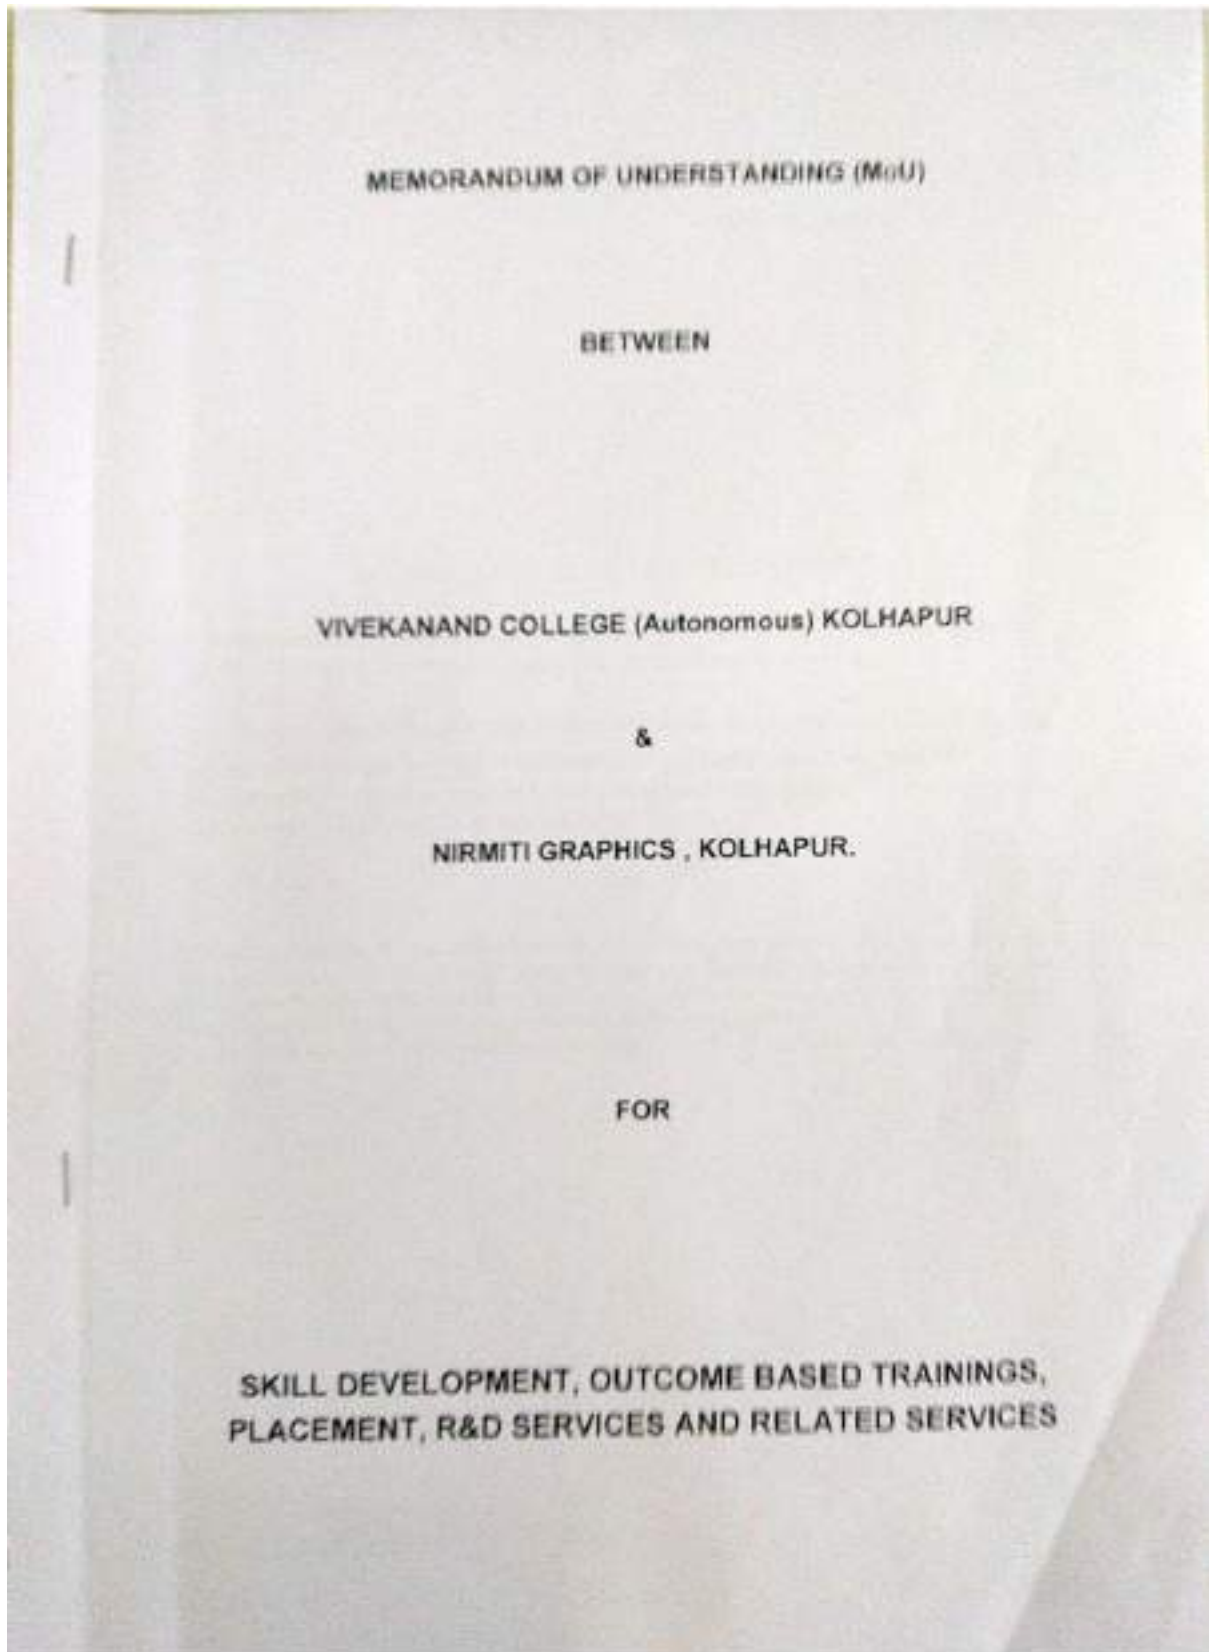 MEMORANDUM OF UNDERSTANDING (MoU)
BETWEEN
VIVEKANAND COLLEGE (Autonomous) KOLHAPUR
&
NIRMITI GRAPHICS , KOLHAPUR.
FOR
SKILL DEVELOPMENT, OUTCOME BASED TRAININGS,
PLACEMENT, R&D SERVICES AND RELATED SERVICES